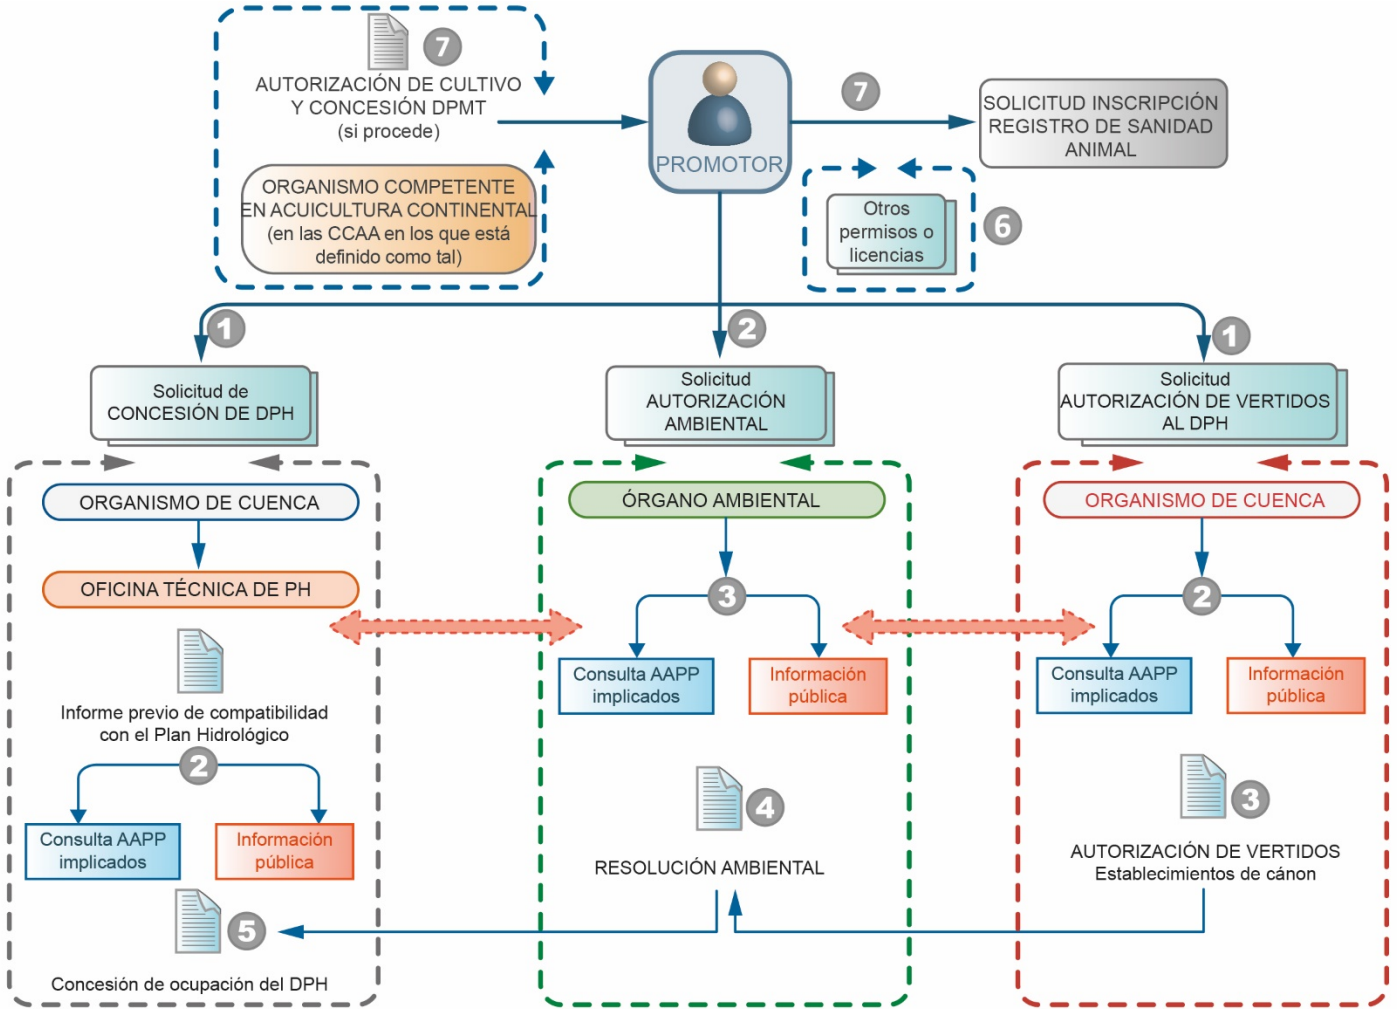 7
AUTORIZACIÓN DE CULTIVO
Y CONCESIÓN DPMT
(si procede)
ORGANISMO COMPETENTE
EN ACUICULTURA CONTINENTAL
(en las CCAA en los que está
definido como tal)
PROMOTOR
7
SOLICITUD INSCRIPCIÓN
REGISTRO DE SANIDAD
ANIMAL
Otros
permisos o
licencias
6
1
2
1
Solicitud de
CONCESIÓN DE DPH
Solicitud
AUTORIZACIÓN
AMBIENTAL
Solicitud
AUTORIZACIÓN DE VERTIDOS
AL DPH
ORGANISMO DE CUENCA
OFICINA TÉCNICA DE PH
Informe previo de compatibilidad
con el Plan Hidrológico
2
Consulta AAPP
implicados
Información
pública
5
Concesión de ocupación del DPH
ÓRGANO AMBIENTAL
3
Consulta AAPP
implicados
Información
pública
4
RESOLUCIÓN AMBIENTAL
ORGANISMO DE CUENCA
2
Consulta AAPP
implicados
Información
pública
3
AUTORIZACIÓN DE VERTIDOS
Establecimientos de cánon